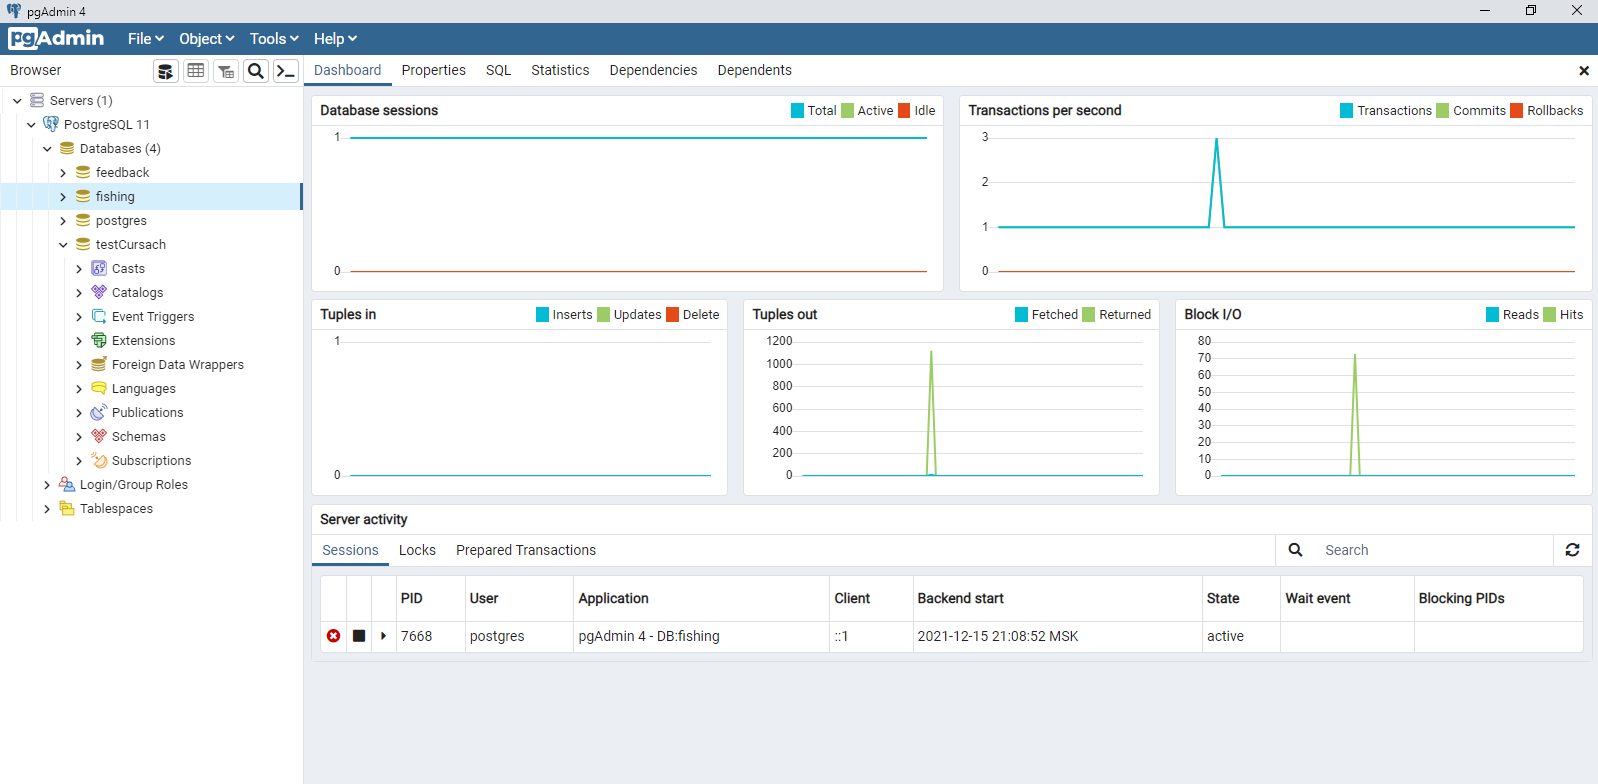 pgAdmin 4
pgAdmin File Object Tools Help
Browser
Dashboard Properties SQL Statistics Dependencies Dependents
Servers (1)
PostgreSQL 11
Databases (4)
feedback
fishing
postgres
testCursach
Casts
Catalogs
Event Triggers
Extensions
Foreign Data Wrappers
Languages
Publications
Schemas
Subscriptions
Login/Group Roles
Tablespaces
Database sessions Total Active Idle
1
0
Transactions per second Transactions Commits Rollbacks
3
2
1
0
Tuples in Inserts Updates Delete
1
0
Tuples out Fetched Returned
1200
1000
800
600
400
200
0
Block I/O Reads Hits
80
70
60
50
40
30
20
10
0
Server activity
Sessions Locks Prepared Transactions Search
PID User Application Client Backend start State Wait event Blocking PIDs
7668 postgres pgAdmin 4 - DB:fishing ::1 2021-12-15 21:08:52 MSK active